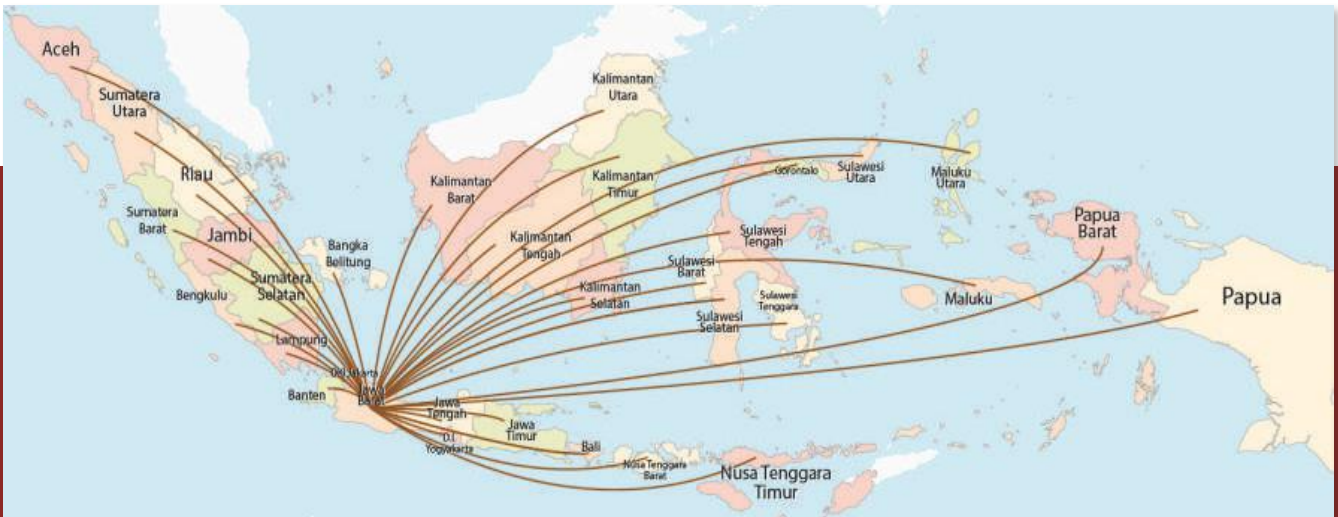 Aceh
Sumatera
Utara
Riau
Sumatera
Barat
Jambi
Bengkulu
Sumatera
Selatan
Bangka
Belitung
Lampung
DKI Jakarta
Banten
Jawa
Barat
Jawa
Tengah
D.I.
Yogyakarta
Jawa
Timur
Bali
Nusa Tenggara
Barat
Nusa Tenggara
Timur
Kalimantan
Barat
Kalimantan
Tengah
Kalimantan
Selatan
Kalimantan
Timur
Kalimantan
Utara
Gorontalo
Sulawesi
Utara
Sulawesi
Tengah
Sulawesi
Barat
Sulawesi
Selatan
Sulawesi
Tenggara
Maluku
Utara
Maluku
Papua
Barat
Papua